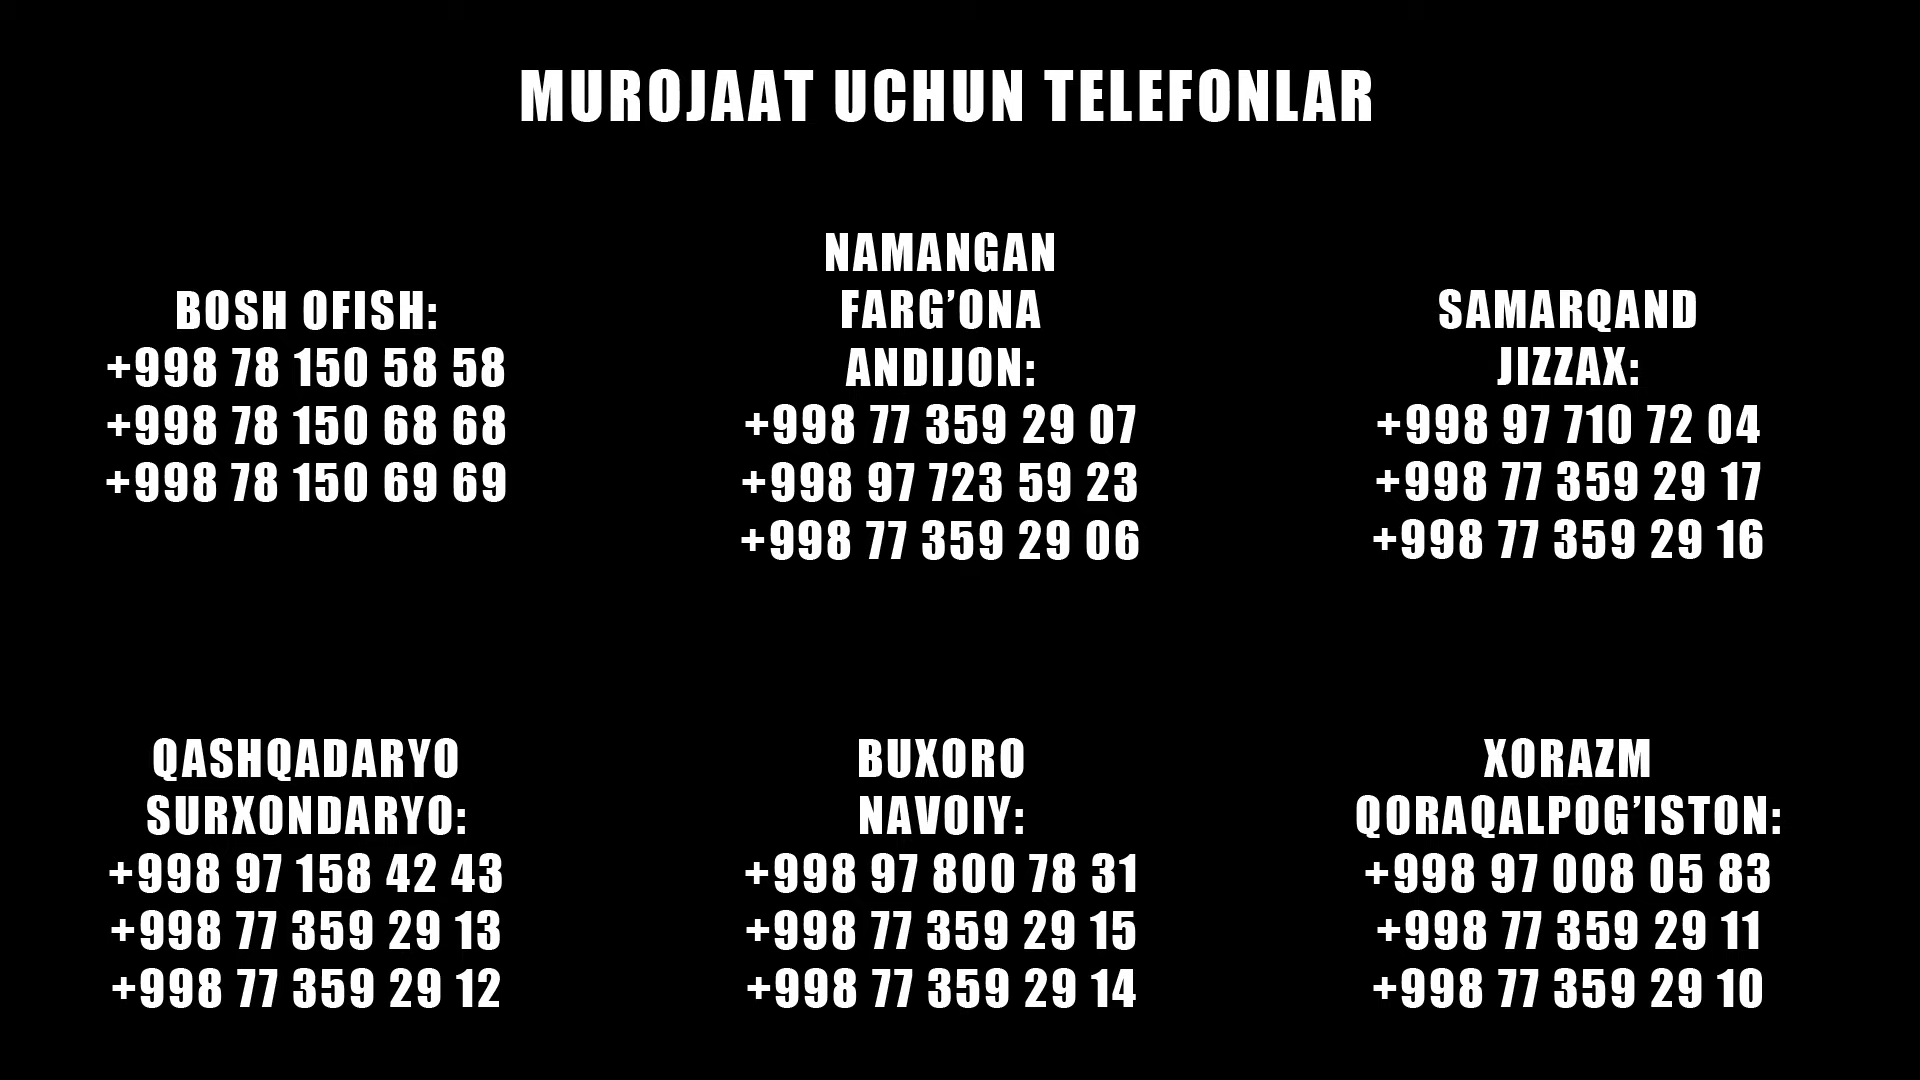 MUROJAAT UCHUN TELEFONLAR
BOSH OFISH:
+998 78 150 58 58
+998 78 150 68 68
+998 78 150 69 69
NAMANGAN
FARG’ONA
ANDIJON:
+998 77 359 29 07
+998 97 723 59 23
+998 77 359 29 06
SAMARQAND
JIZZAX:
+998 97 710 72 04
+998 77 359 29 17
+998 77 359 29 16
QASHQADARYO
SURXONDARYO:
+998 97 158 42 43
+998 77 359 29 13
+998 77 359 29 12
BUXORO
NAVOIY:
+998 97 800 78 31
+998 77 359 29 15
+998 77 359 29 14
XORAZM
QORAQALPOG’ISTON:
+998 97 008 05 83
+998 77 359 29 11
+998 77 359 29 10